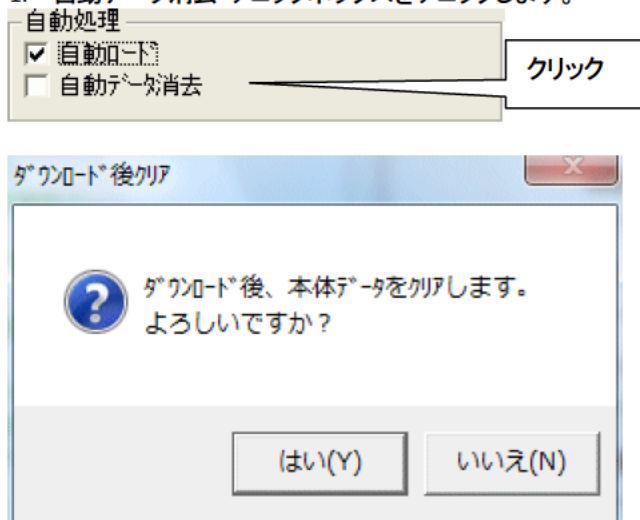 自動処理
自動ロード
自動データ消去
クリック
ダウンロード後クリア
ダウンロード後、本体データをクリアします。
よろしいですか？
はい(Y)
いいえ(N)